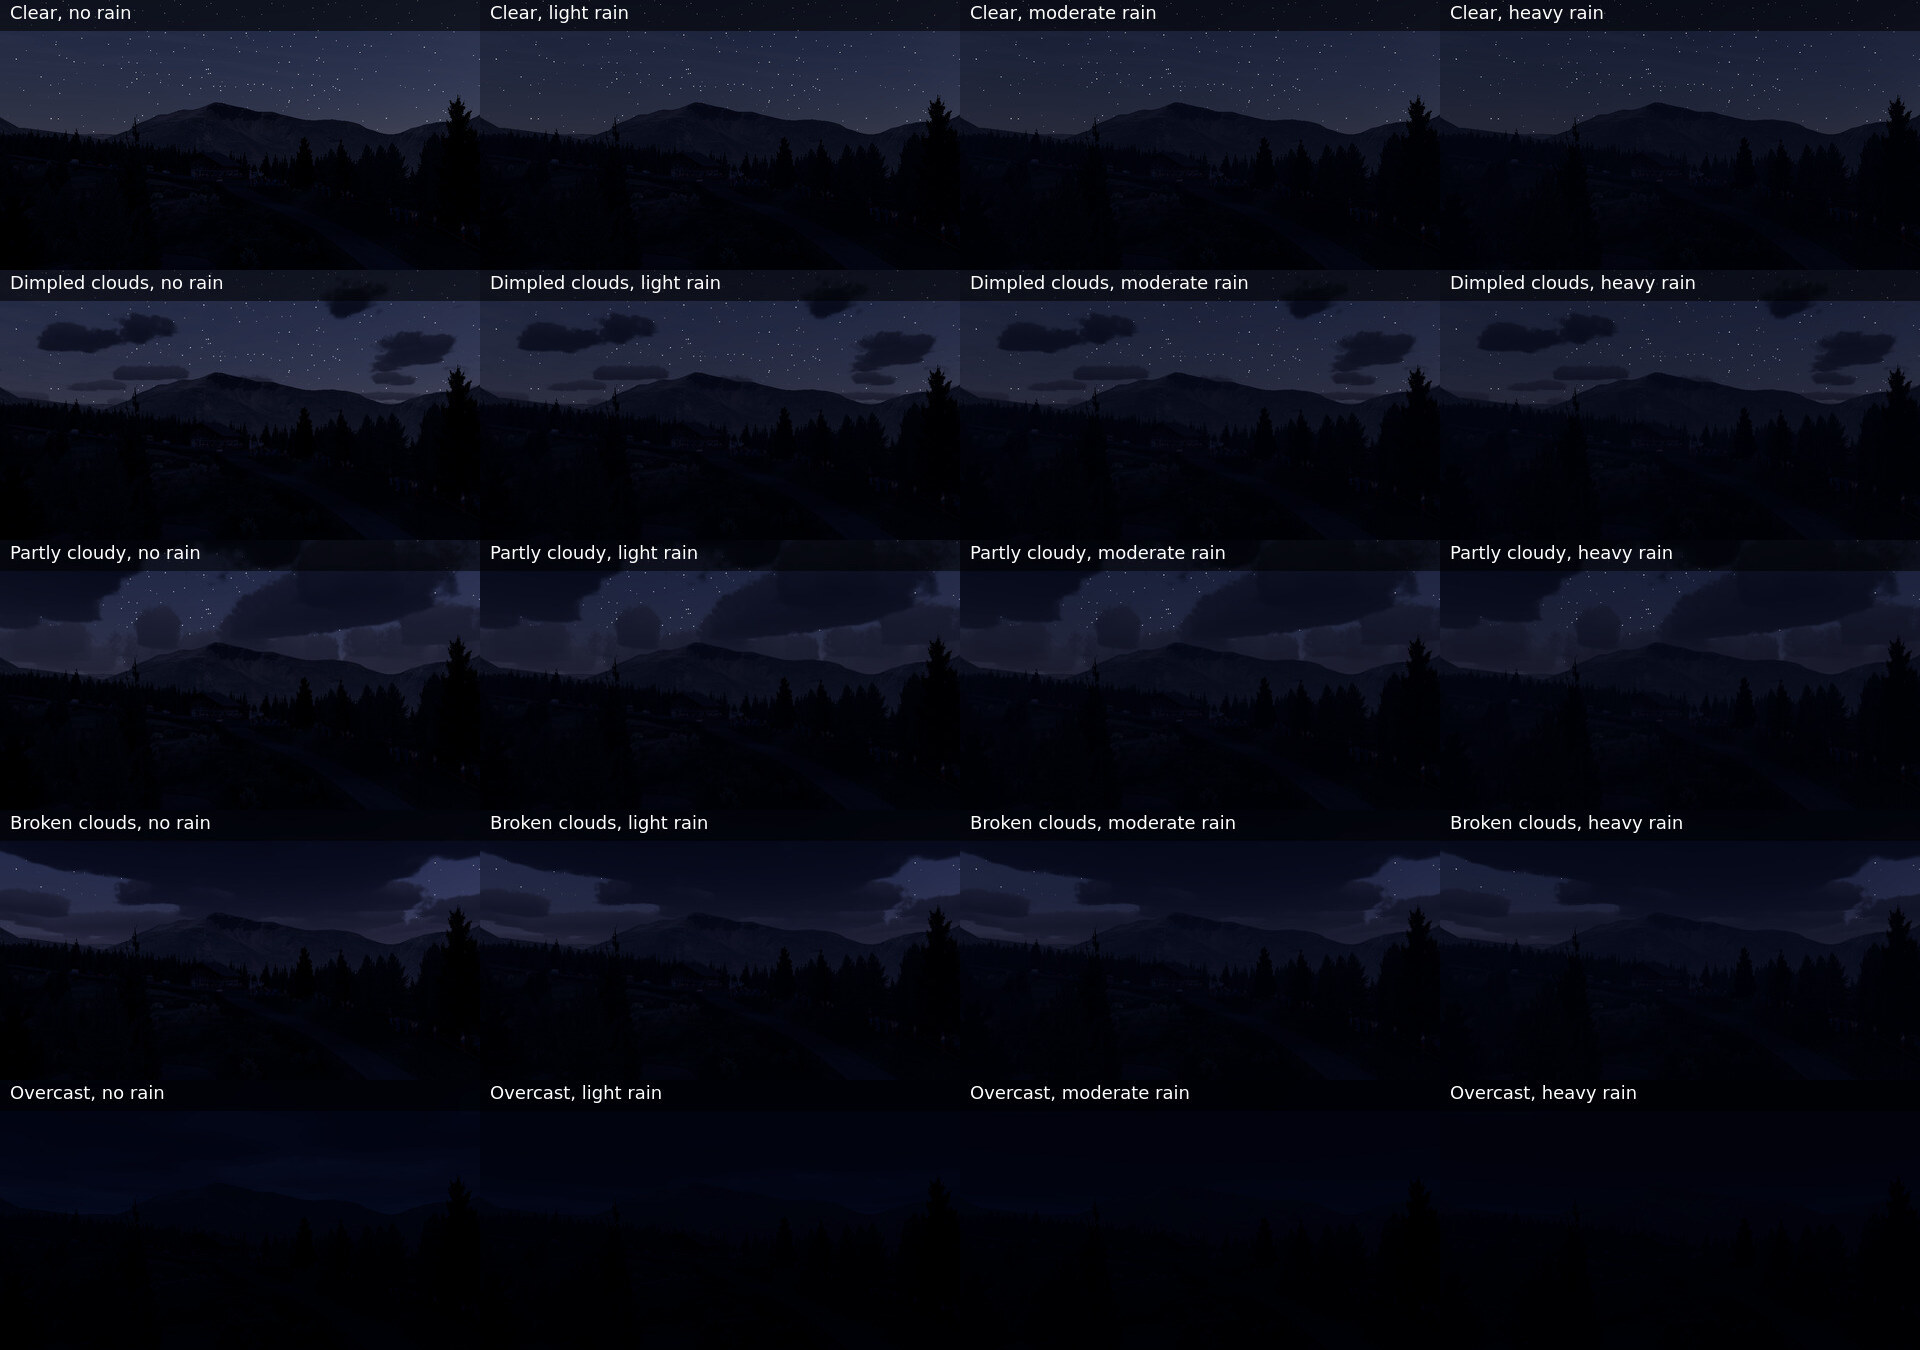 Clear, no rain
Clear, light rain
Clear, moderate rain
Clear, heavy rain
Dimpled clouds, no rain
Dimpled clouds, light rain
Dimpled clouds, moderate rain
Dimpled clouds, heavy rain
Partly cloudy, no rain
Partly cloudy, light rain
Partly cloudy, moderate rain
Partly cloudy, heavy rain
Broken clouds, no rain
Broken clouds, light rain
Broken clouds, moderate rain
Broken clouds, heavy rain
Overcast, no rain
Overcast, light rain
Overcast, moderate rain
Overcast, heavy rain